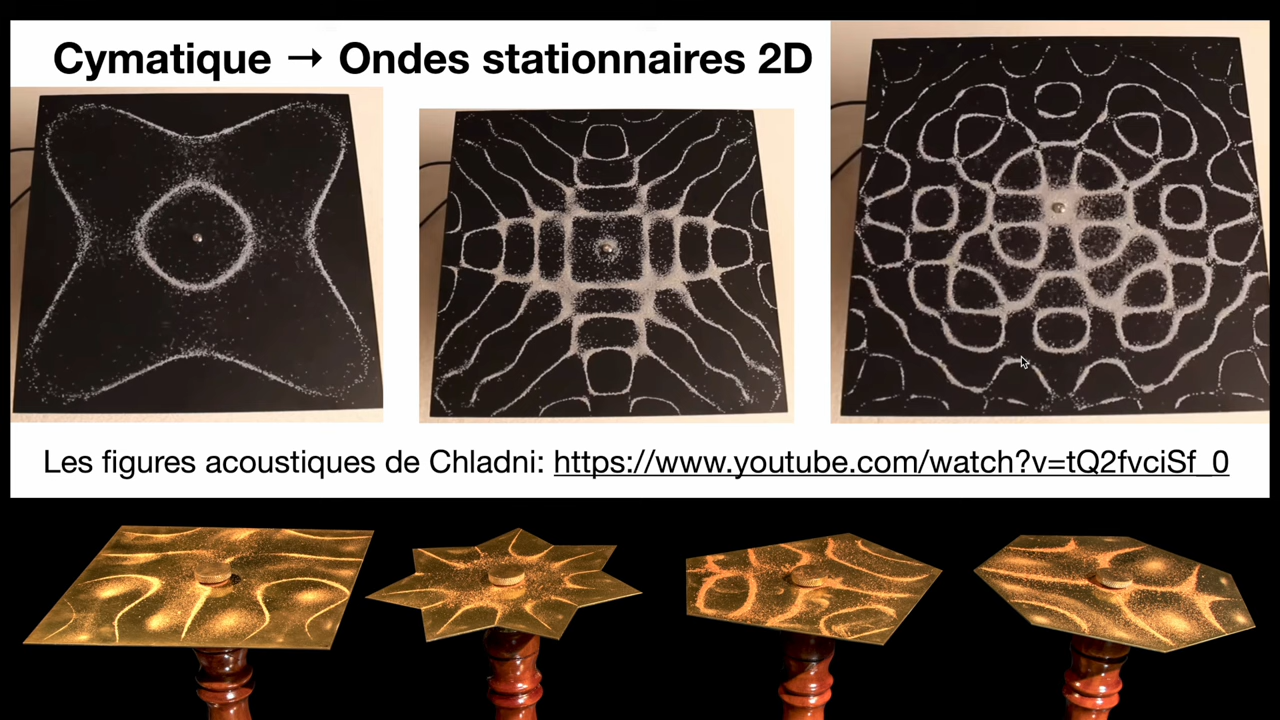 Cymatique → Ondes stationnaires 2D
Les figures acoustiques de Chladni: https://www.youtube.com/watch?v=tQ2fvciSf_0